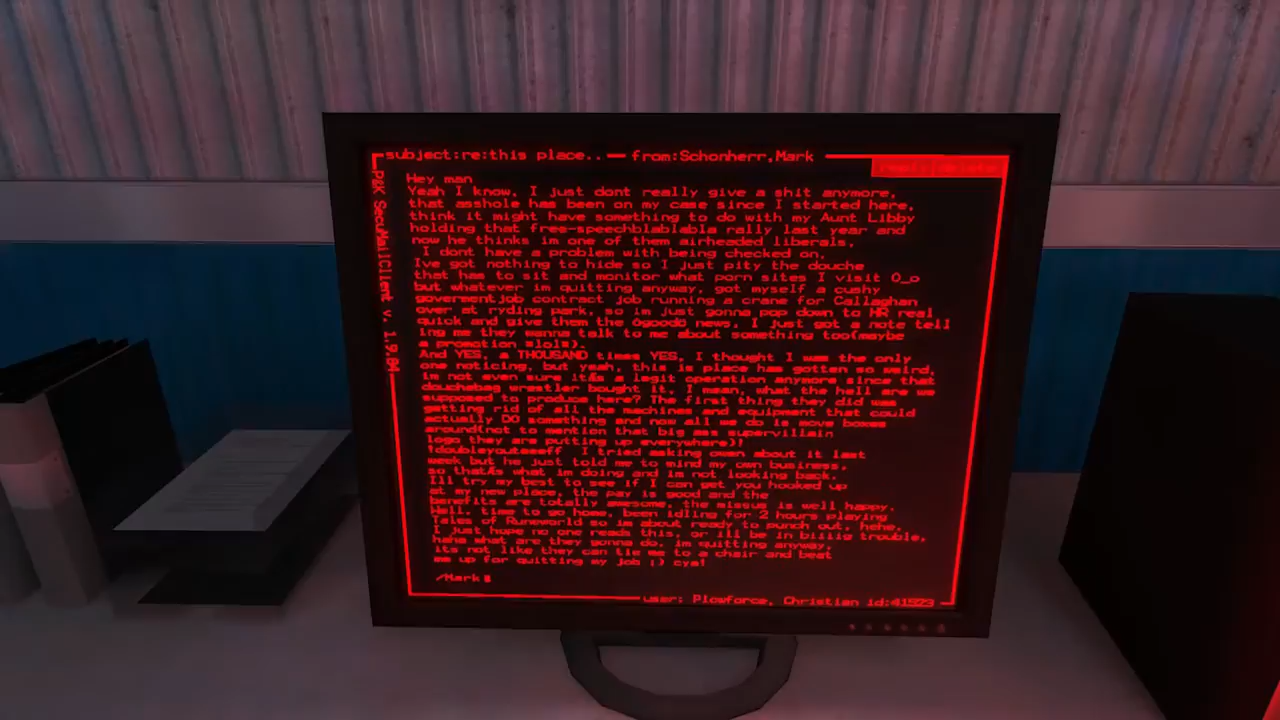 subject:re:this place..
from:Schonherr,Mark
P&K SecuMailClient v. 1.9.84
Hey man
Yeah I know, I just dont really give a shit anymore,
that asshole has been on my case since I started here,
think it might have something to do with my Aunt Libby
holding that free-speechblablabla rally last year and
now he thinks im one of them airheaded liberals.
I dont have a problem with being checked on,
Ive got nothing to hide so I just pity the douche
that has to sit and monitor what porn sites I visit O_o
but whatever im quitting anyway, got myself a cushy
govermentjob contract job running a crane for Callaghan
over at ryding park, so im just gonna pop down to HR real
quick and give them the ògoodò news, I just got a note tell
ing me they wanna talk to me about something too(maybe
a promotion *lol*).
And YES, a THOUSAND times YES, I thought I was the only
one noticing, but yeah, this is place has gotten so weird,
im not even sure itÆs a legit operation anymore since that
douchebag wrestler bought it. I mean, what the hell are we
supposed to produce here? The first thing they did was
getting rid of all the machines and equipment that could
actually DO something and now all we do is move boxes
around(not to mention that big ass supervillain
logo they are putting up everywhere)!
!doubleyouteeeff I tried asking owen about it last
week but he just told me to mind my own business,
so thatÆs what im doing and im not looking back.
Ill try my best to see if I can get you hooked up
at my new place, the pay is good and the
benefits are totally awesome, the missus is well happy.
Well, time to go home, been idling for 2 hours playing
Tales of Runeworld so im about ready to punch out, hehe.
I just hope no one reads this, or ill be in biiiig trouble,
haha what are they gonna do, im quitting anyway,
its not like they can tie me to a chair and beat
me up for quitting my job :) cya!
/Mark
user: Plowforce, Christian id:41523